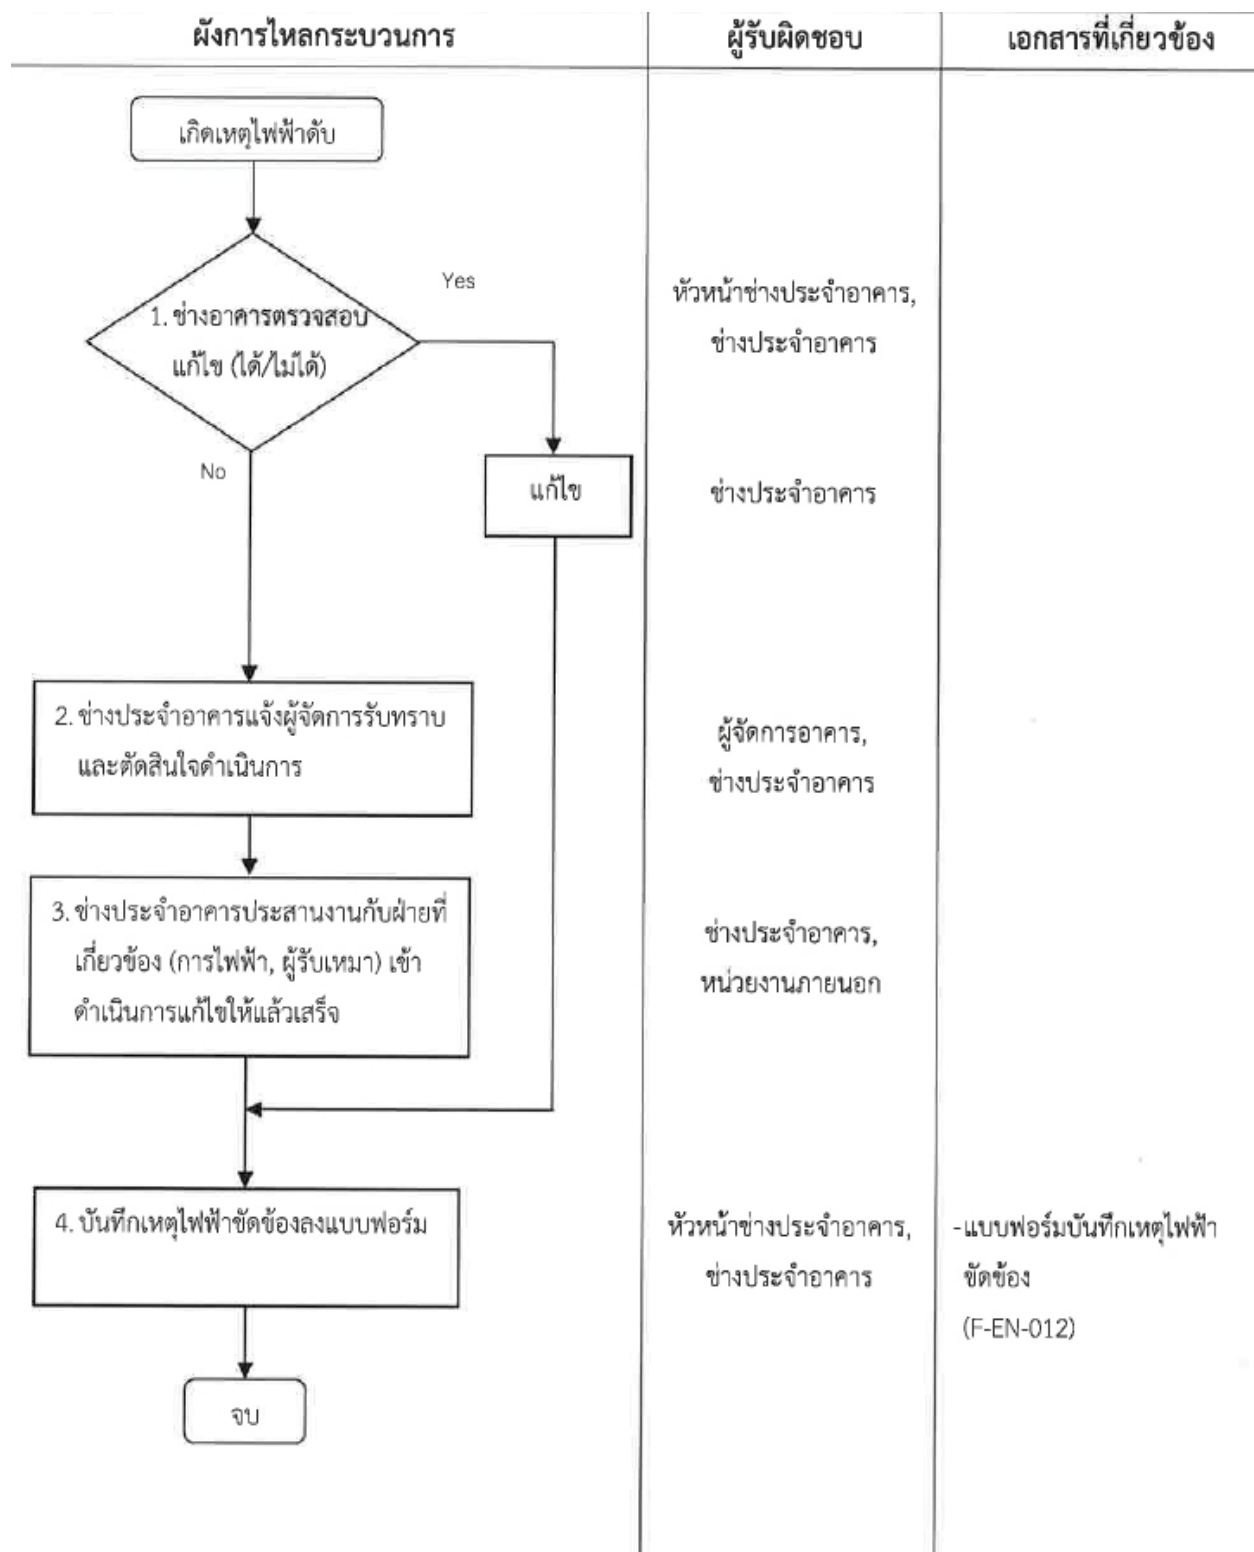 ผังการไหลกระบวนการ
ผู้รับผิดชอบ
เอกสารที่เกี่ยวข้อง
เกิดเหตุไฟฟ้าดับ
Yes
1. ช่างอาคารตรวจสอบ
แก้ไข (ได้/ไม่ได้)
หัวหน้าช่างประจำอาคาร,
ช่างประจำอาคาร
No
แก้ไข
ช่างประจำอาคาร
2. ช่างประจำอาคารแจ้งผู้จัดการรับทราบ
และตัดสินใจดำเนินการ
ผู้จัดการอาคาร,
ช่างประจำอาคาร
3. ช่างประจำอาคารประสานงานกับฝ่ายที่
เกี่ยวข้อง (การไฟฟ้า, ผู้รับเหมา) เข้า
ดำเนินการแก้ไขให้แล้วเสร็จ
ช่างประจำอาคาร,
หน่วยงานภายนอก
4. บันทึกเหตุไฟฟ้าขัดข้องลงแบบฟอร์ม
หัวหน้าช่างประจำอาคาร,
ช่างประจำอาคาร
-แบบฟอร์มบันทึกเหตุไฟฟ้า
ขัดข้อง
(F-EN-012)
จบ